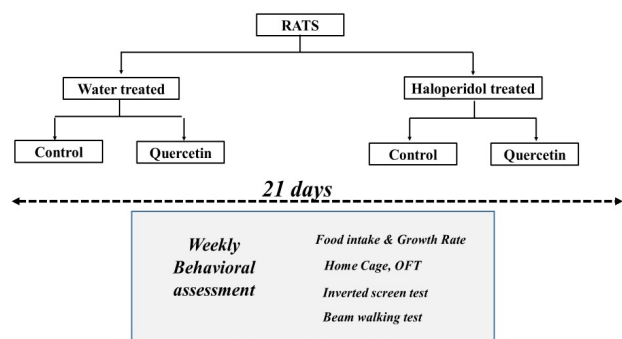 RATS
Water treated
Haloperidol treated
Control
Quercetin
Control
Quercetin
21 days
Weekly
Behavioral
assessment
Food intake & Growth Rate
Home Cage, OFT
Inverted screen test
Beam walking test